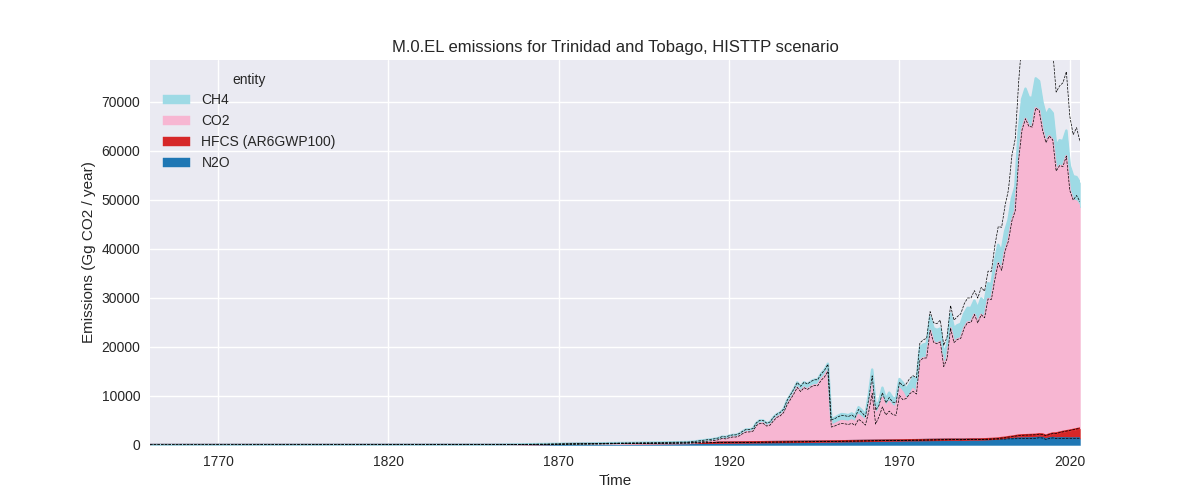 M.0.EL emissions for Trinidad and Tobago, HISTTP scenario
entity
CH4
CO2
HFCS (AR6GWP100)
N2O
Emissions (Gg CO2 / year)
70000
60000
50000
40000
30000
20000
10000
0
1770
1820
1870
1920
1970
2020
Time